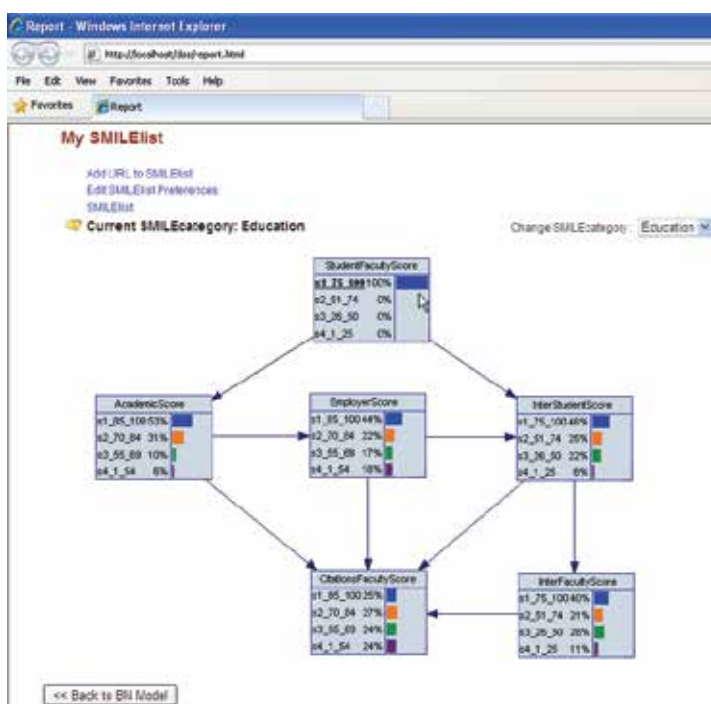 Report - Windows Internet Explorer
http://localhost/dss/report.html
File Edit View Favorites Tools Help
Favorites Report
My SMILElist
Add URL to SMILElist
Edit SMILElist Preferences
SMILElist
Current SMILEcategory: Education
Change SMILEcategory: Education
StudentFacultyScore
s1_75_100 100%
s2_51_74 0%
s3_26_50 0%
s4_1_25 0%
AcademicScore
s1_85_100 53%
s2_70_84 31%
s3_55_69 10%
s4_1_54 6%
EmployerScore
s1_85_100 44%
s2_70_84 22%
s3_55_69 17%
s4_1_54 18%
InterStudentScore
s1_75_100 46%
s2_51_74 25%
s3_26_50 22%
s4_1_25 6%
CitationsFacultyScore
s1_85_100 25%
s2_70_84 27%
s3_55_69 24%
s4_1_54 24%
InterFacultyScore
s1_75_100 40%
s2_51_74 21%
s3_26_50 28%
s4_1_25 11%
<< Back to BN Model